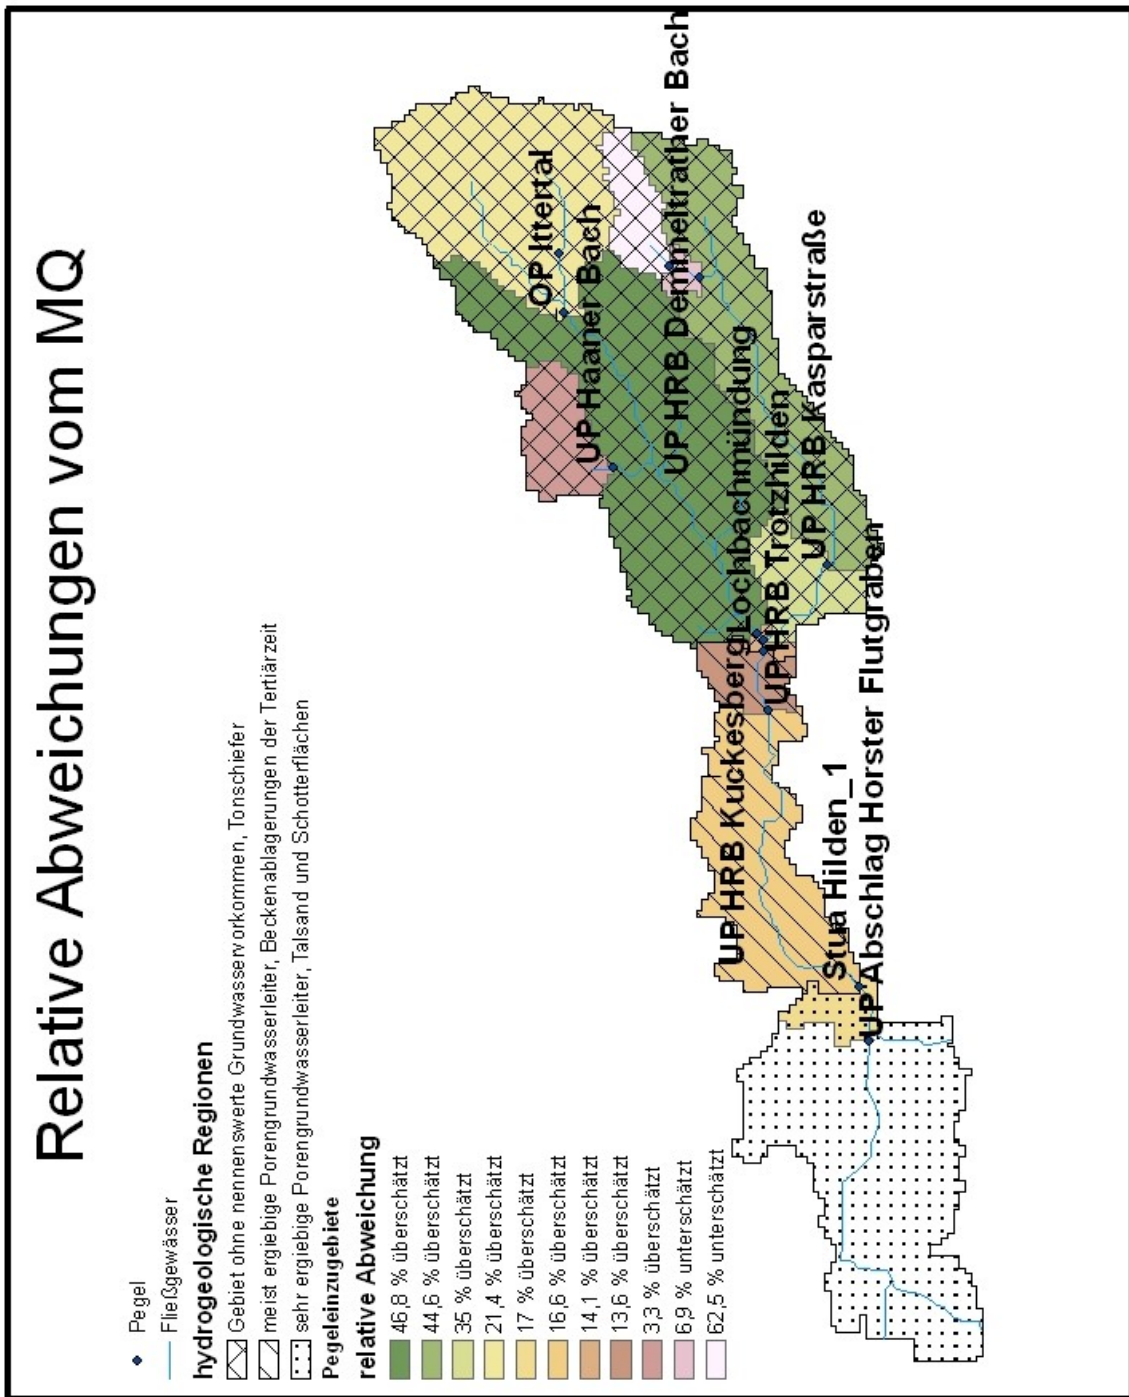 Relative Abweichungen vom MQ
Pegel
Fließgewässer
hydrogeologische Regionen
Gebiet ohne nennenswerte Grundwasservorkommen, Tonschiefer
meist ergiebige Porengrundwasserleiter, Beckenablagerungen der Tertiärzeit
sehr ergiebige Porengrundwasserleiter, Talsand und Schotterflächen
Pegeleinzugebiete
relative Abweichung
46,8 % überschätzt
44,6 % überschätzt
35 % überschätzt
21,4 % überschätzt
17 % überschätzt
16,6 % überschätzt
14,1 % überschätzt
13,6 % überschätzt
3,3 % überschätzt
6,9 % unterschätzt
62,5 % unterschätzt
OP Ittertal
UP Haaner Bach
UP HRB Demmeltrather Bach
Lochbachmündung
UP HRB Kuckesberg
UP HRB Trotzhilden
UP HRB Kasparstraße
Stua Hilden_1
UP Abschlag Horster Flutgraben